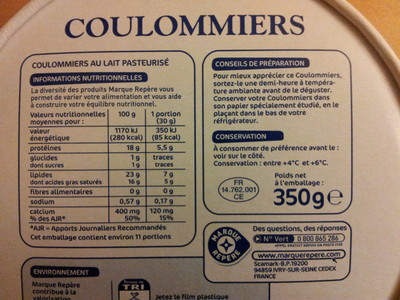 COULOMMIERS
COULOMMIERS AU LAIT PASTEURISÉ
INFORMATIONS NUTRITIONNELLES
La diversité des produits Marque Repère vous
permet de varier votre alimentation et vous aide
à construire votre équilibre nutritionnel.
Valeurs nutritionnelles moyennes pour : 100 g 1 portion (30 g)
valeur énergétique 1170 kJ (280 kcal) 350 kJ (85 kcal)
protéines 18 g 5,5 g
glucides 1 g traces
dont sucres 1 g traces
lipides 23 g 7 g
dont acides gras saturés 16 g 5 g
fibres alimentaires 0 g 0 g
sodium 0,57 g 0,17 g
calcium 400 mg 120 mg
% des AJR* 50% 15%
*AJR = Apports Journaliers Recommandés
Cet emballage contient environ 11 portions
CONSEILS DE PRÉPARATION
Pour mieux apprécier ce Coulommiers,
sortez-le une demi-heure à tempéra-
ture ambiante avant de le déguster.
Conserver votre Coulommiers dans
son papier spécialement étudié, en le
plaçant dans le bas de votre
réfrigérateur.
CONSERVATION
À consommer de préférence avant le :
voir sur le côté.
Conservation : entre +4°C et +6°C.
FR
14.762.001
CE
Poids net
à l'emballage :
350g e
MARQUE REPÈRE
Des questions, des réponses
N° Vert 0 800 865 286
APPEL GRATUIT DEPUIS UN POSTE FIXE
www.marquerepere.com
Scamark-B.P.19200
94859 IVRY-SUR-SEINE CEDEX
FRANCE
ENVIRONNEMENT
Marque Repère
contribue à la
valorisation
TRI
Jetez le film plastique